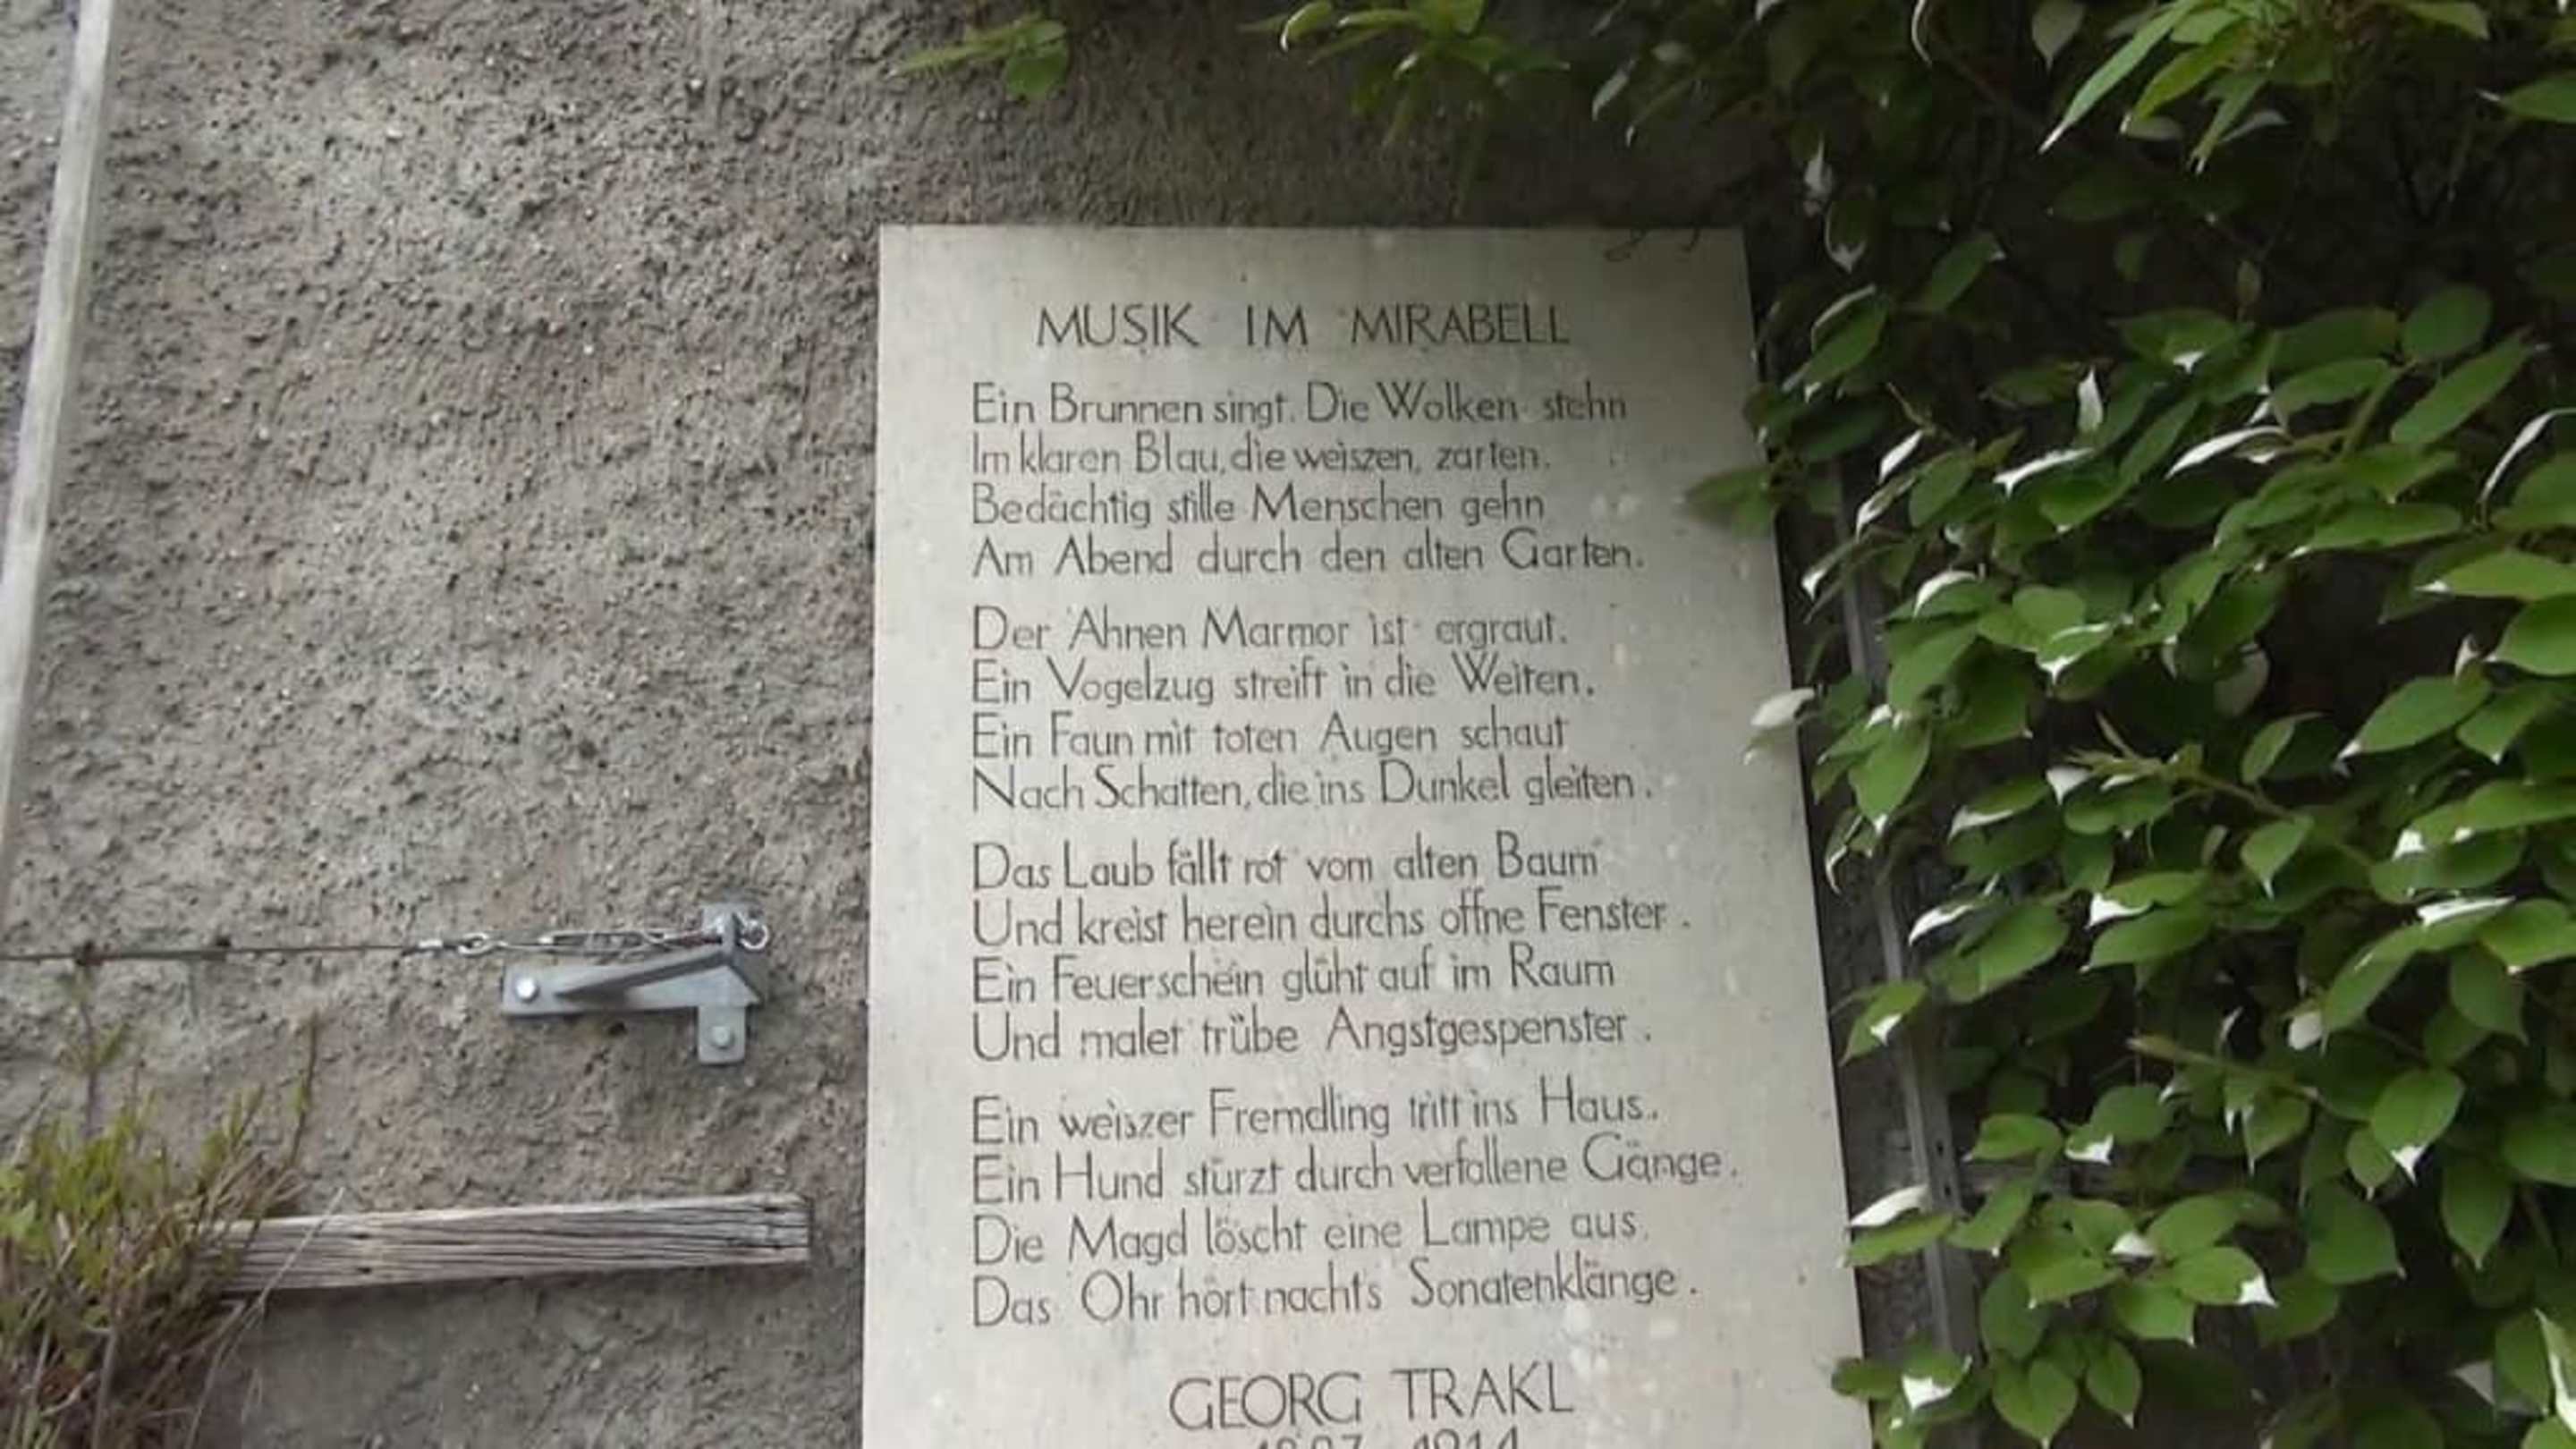 MUSIK IM MIRABELL
Ein Brunnen singt. Die Wolken stehn
Im klaren Blau, die weiszen, zarten.
Bedächtig stille Menschen gehn
Am Abend durch den alten Garten.
Der Ahnen Marmor ist ergraut.
Ein Vogelzug streift in die Weiten.
Ein Faun mit toten Augen schaut
Nach Schatten, die ins Dunkel gleiten.
Das Laub fällt rot vom alten Baum
Und kreist herein durchs offne Fenster.
Ein Feuerschein glüht auf im Raum
Und malet trübe Angstgespenster.
Ein weiszer Fremdling tritt ins Haus.
Ein Hund stürzt durch verfallene Gänge.
Die Magd löscht eine Lampe aus.
Das Ohr hört nachts Sonatenklänge.
GEORG TRAKL
1887 1914